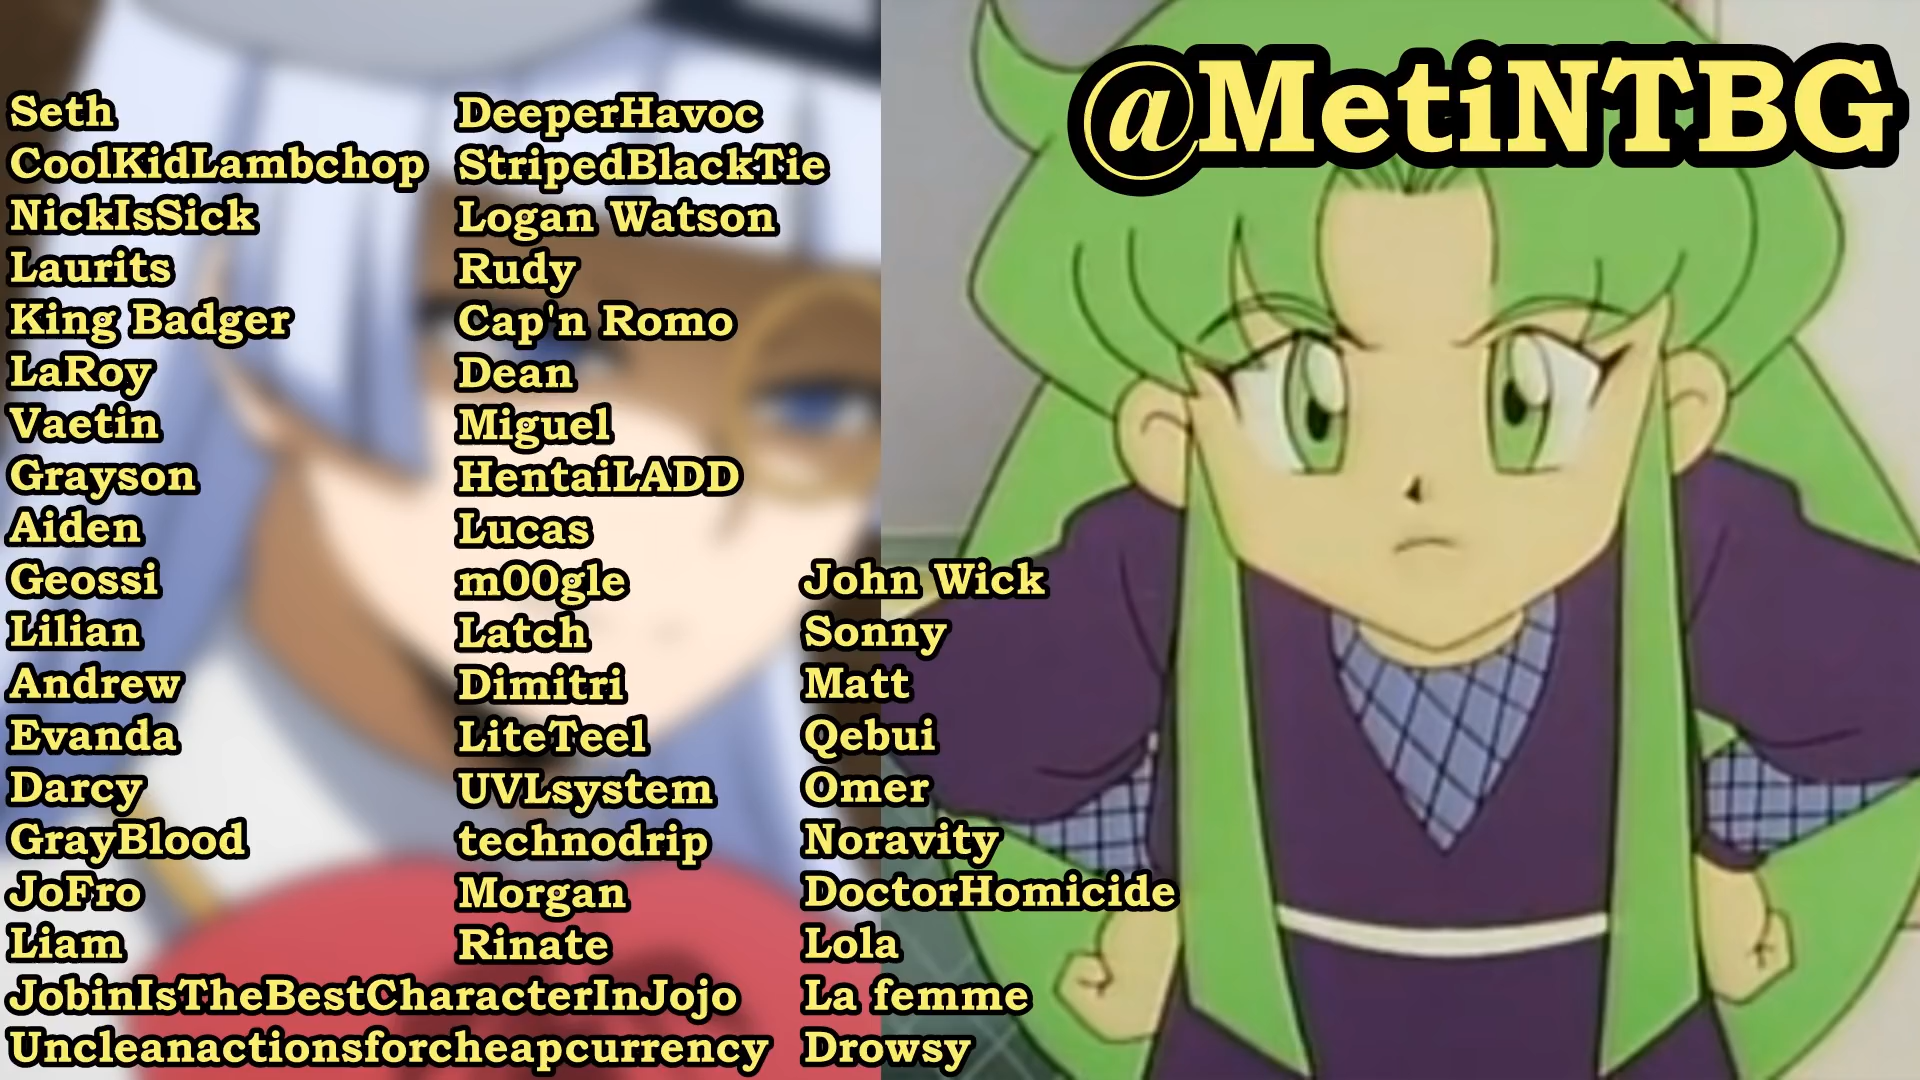 @MetiNTBG
Seth
CoolKidLambchop
NickIsSick
Laurits
King Badger
LaRoy
Vaetin
Grayson
Aiden
Geossi
Lilian
Andrew
Evanda
Darcy
GrayBlood
JoFro
Liam
JobinIsTheBestCharacterInJojo
Uncleanactionsforcheapcurrency
DeeperHavoc
StripedBlackTie
Logan Watson
Rudy
Cap'n Romo
Dean
Miguel
HentaiLADD
Lucas
m00gle
Latch
Dimitri
LiteTeel
UVLsystem
technodrip
Morgan
Rinate
John Wick
Sonny
Matt
Qebui
Omer
Noravity
DoctorHomicide
Lola
La femme
Drowsy